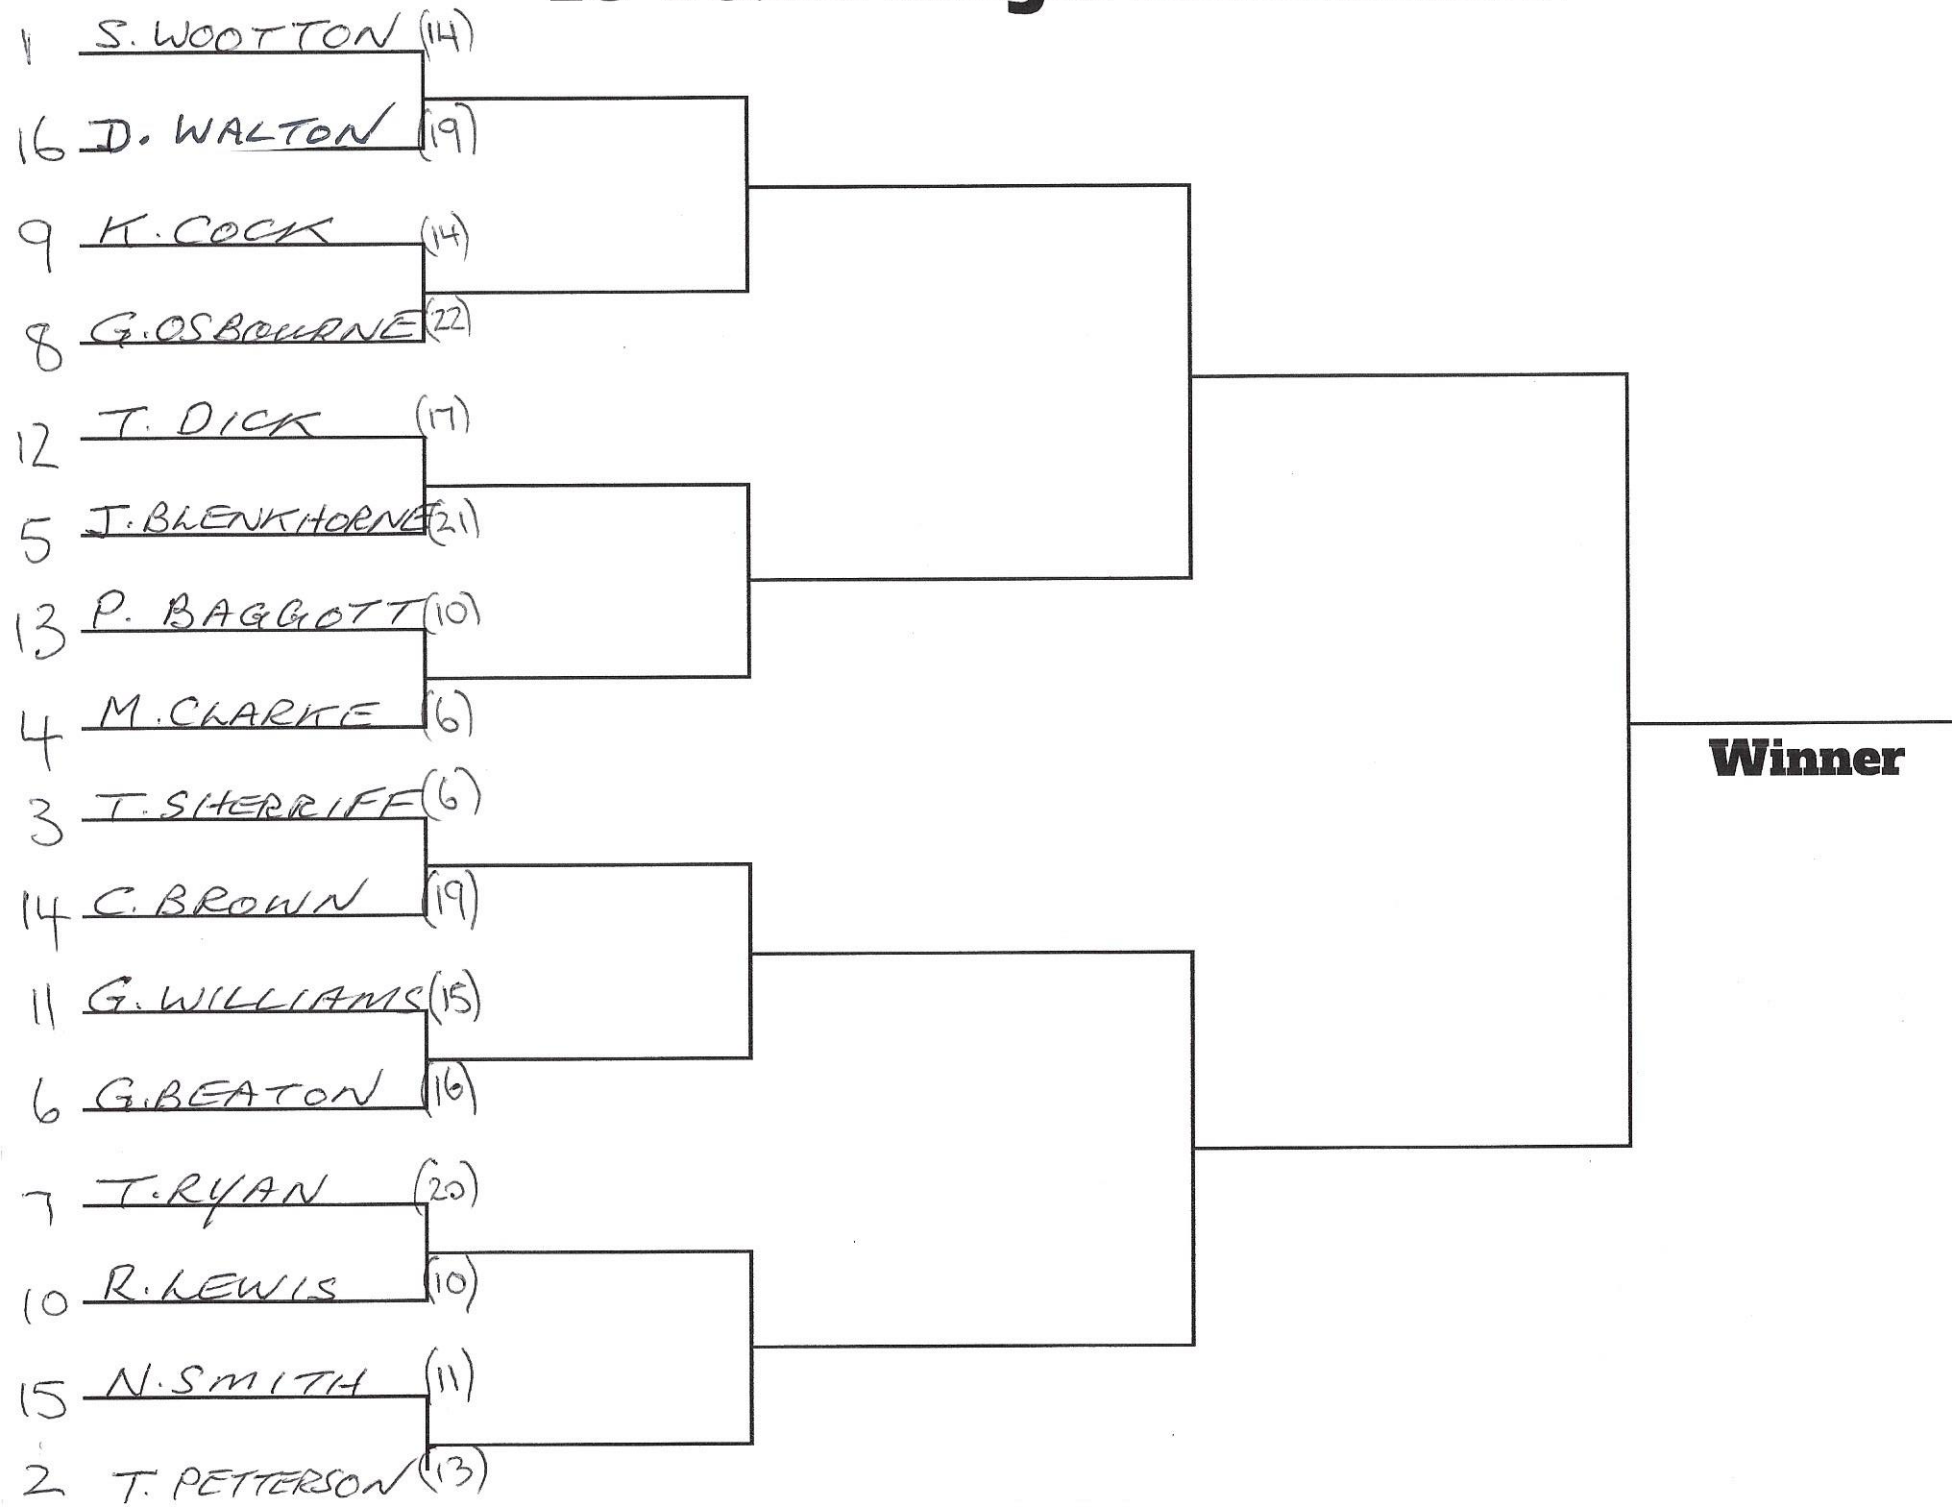 1 S. WOOTTON (14)
16 D. WALTON (19)
9 K. COCK (14)
8 G. OSBOURNE (22)
12 T. DICK (17)
5 J. BLENKHORNE (21)
13 P. BAGGOTT (10)
4 M. CLARKE (6)
Winner
3 T. SHERRIFF (6)
14 C. BROWN (19)
11 G. WILLIAMS (15)
6 G. BEATON (16)
7 T. RYAN (20)
10 R. LEWIS (10)
15 N. SMITH (11)
2 T. PETTERSON (13)